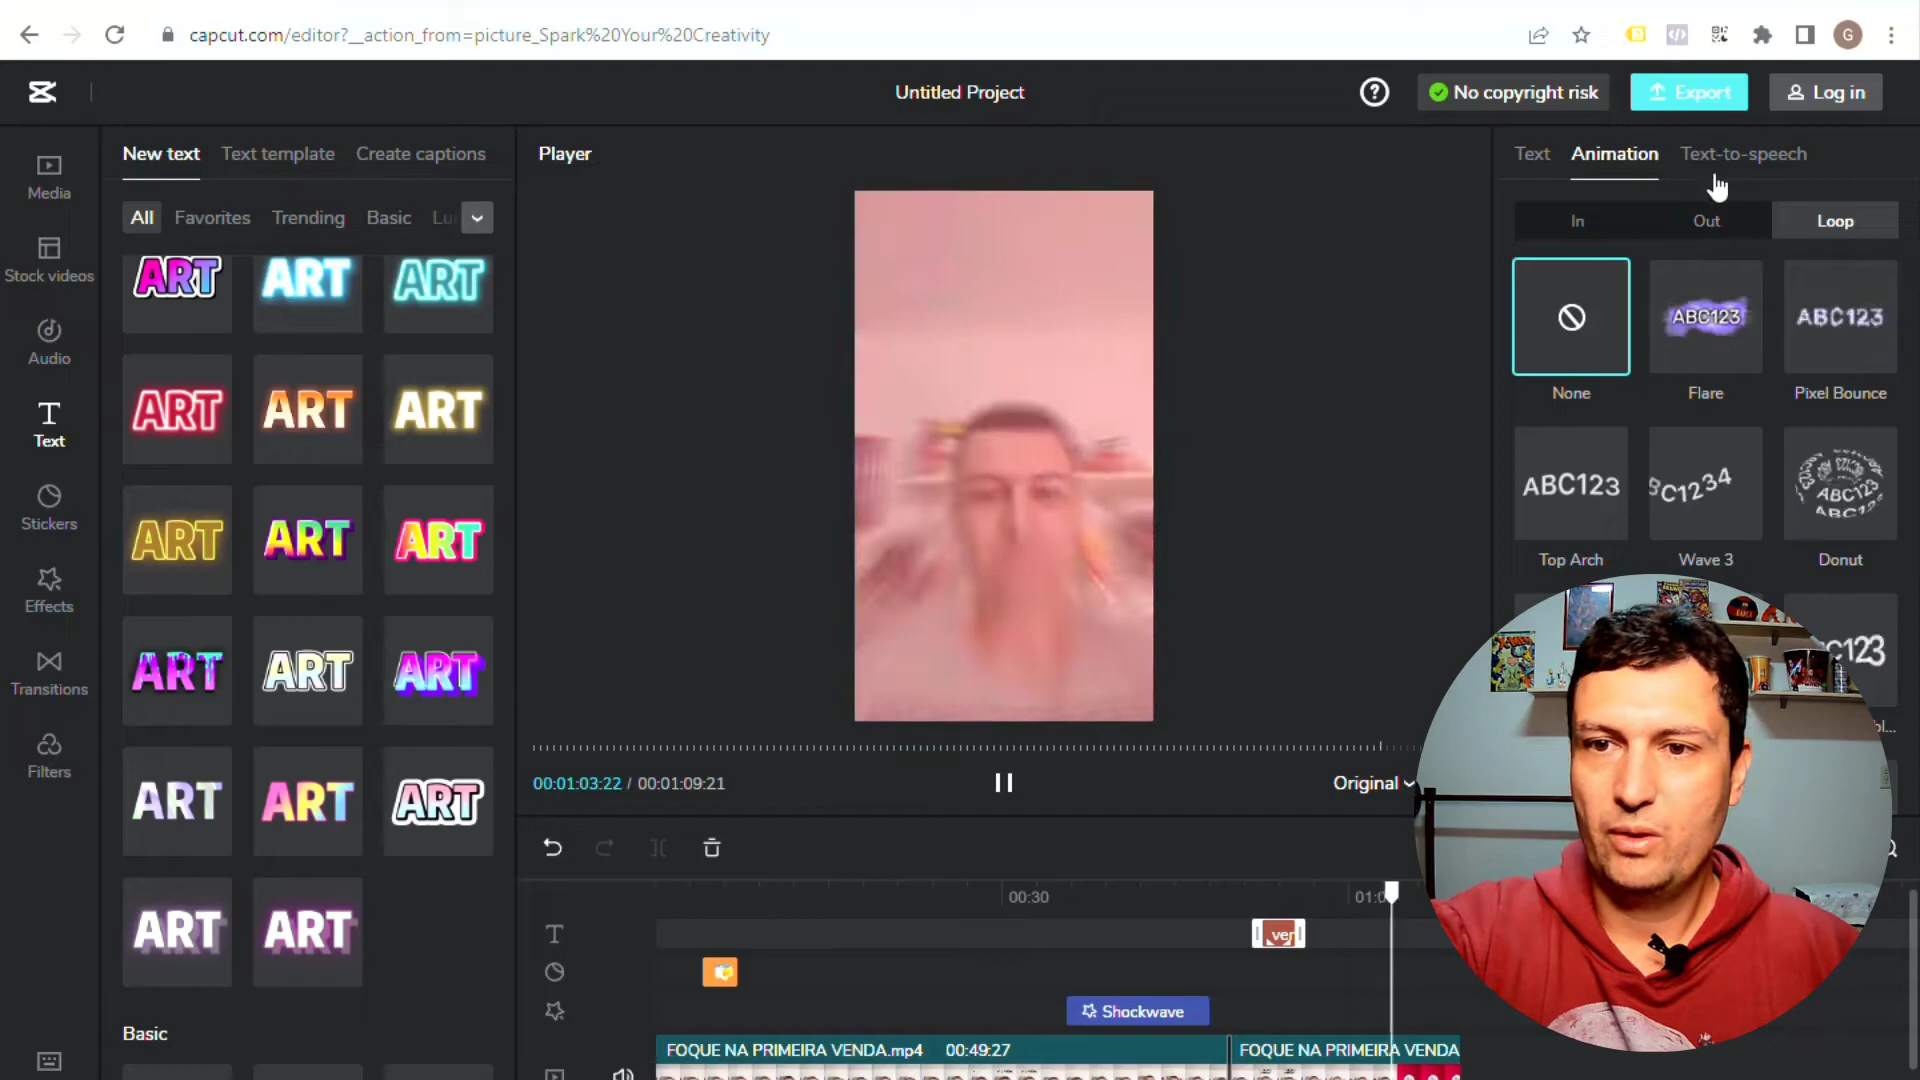 capcut.com/editor?__action_from=picture_Spark%20Your%20Creativity
G
Untitled Project
No copyright risk
Export
Log in
Media
Stock videos
Audio
Text
Stickers
Effects
Transitions
Filters
New text
Text template
Create captions
All
Favorites
Trending
Basic
ART ART ART
ART ART ART
ART ART ART
ART ART ART
ART ART ART
ART ART
Basic
Player
00:01:03:22 / 00:01:09:21
Original
Text
Animation
Text-to-speech
In
Out
Loop
None
ABC123
Flare
ABC123
Pixel Bounce
ABC123
Top Arch
BC1234
Wave 3
ABC123
Donut
00:30
ver
Shockwave
FOQUE NA PRIMEIRA VENDA.mp4 00:49:27
FOQUE NA PRIMEIRA VENDA